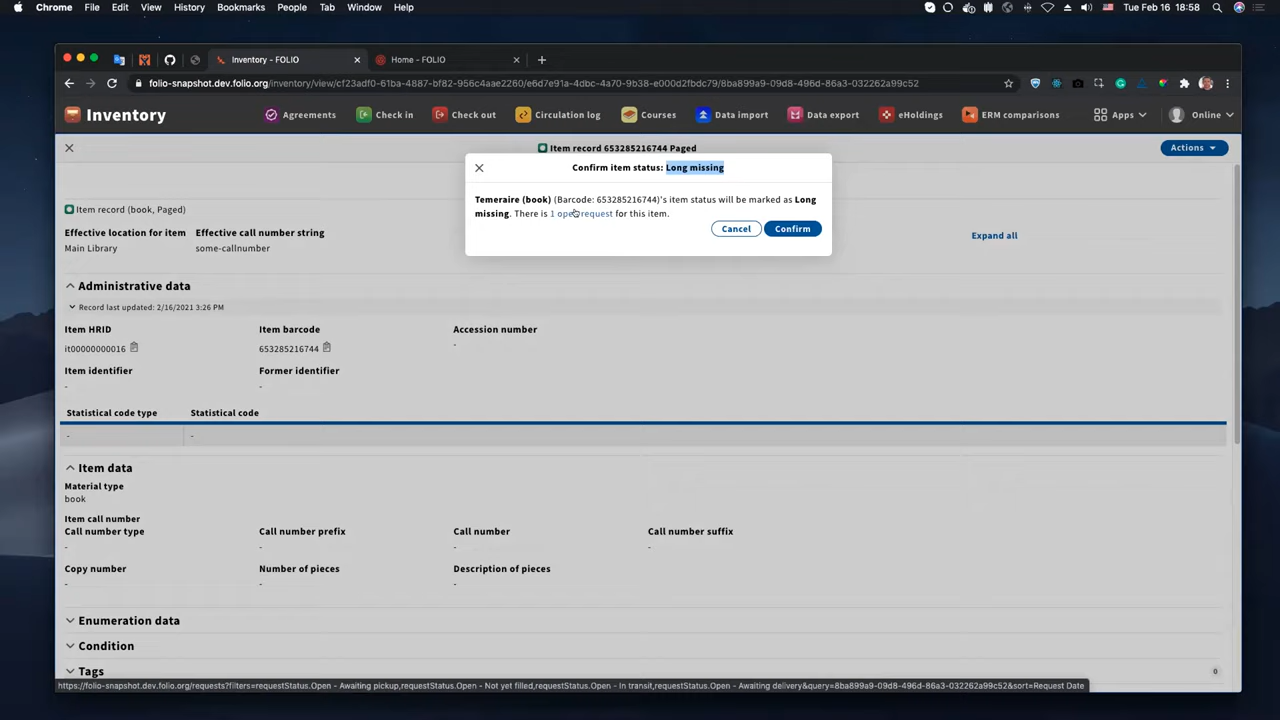 Chrome File Edit View History Bookmarks People Tab Window Help Tue Feb 16 18:58
Inventory - FOLIO Home - FOLIO
folio-snapshot.dev.folio.org/inventory/view/cf23adf0-61ba-4887-bf82-956c4aae2260/e6d7e91a-4dbc-4a70-9b38-e000d2fbdc79/8ba899a9-09d8-496d-86a3-032262a99c52
Inventory Agreements Check in Check out Circulation log Courses Data import Data export eHoldings ERM comparisons Apps Online
Item record 653285216744 Paged Actions
Confirm item status: Long missing
Temeraire (book) (Barcode: 653285216744)'s item status will be marked as Long
missing. There is 1 open request for this item.
Cancel Confirm
Item record (book, Paged)
Effective location for item Effective call number string Expand all
Main Library some-callnumber
Administrative data
Record last updated: 2/16/2021 3:26 PM
Item HRID Item barcode Accession number
it00000000016 653285216744 -
Item identifier Former identifier
- -
Statistical code type Statistical code
- -
Item data
Material type
book
Item call number
Call number type Call number prefix Call number Call number suffix
- - - -
Copy number Number of pieces Description of pieces
- - -
Enumeration data
Condition
Tags 0
https://folio-snapshot.dev.folio.org/requests?filters=requestStatus.Open - Awaiting pickup,requestStatus.Open - Not yet filled,requestStatus.Open - In transit,requestStatus.Open - Awaiting delivery&query=8ba899a9-09d8-496d-86a3-032262a99c52&sort=Request Date